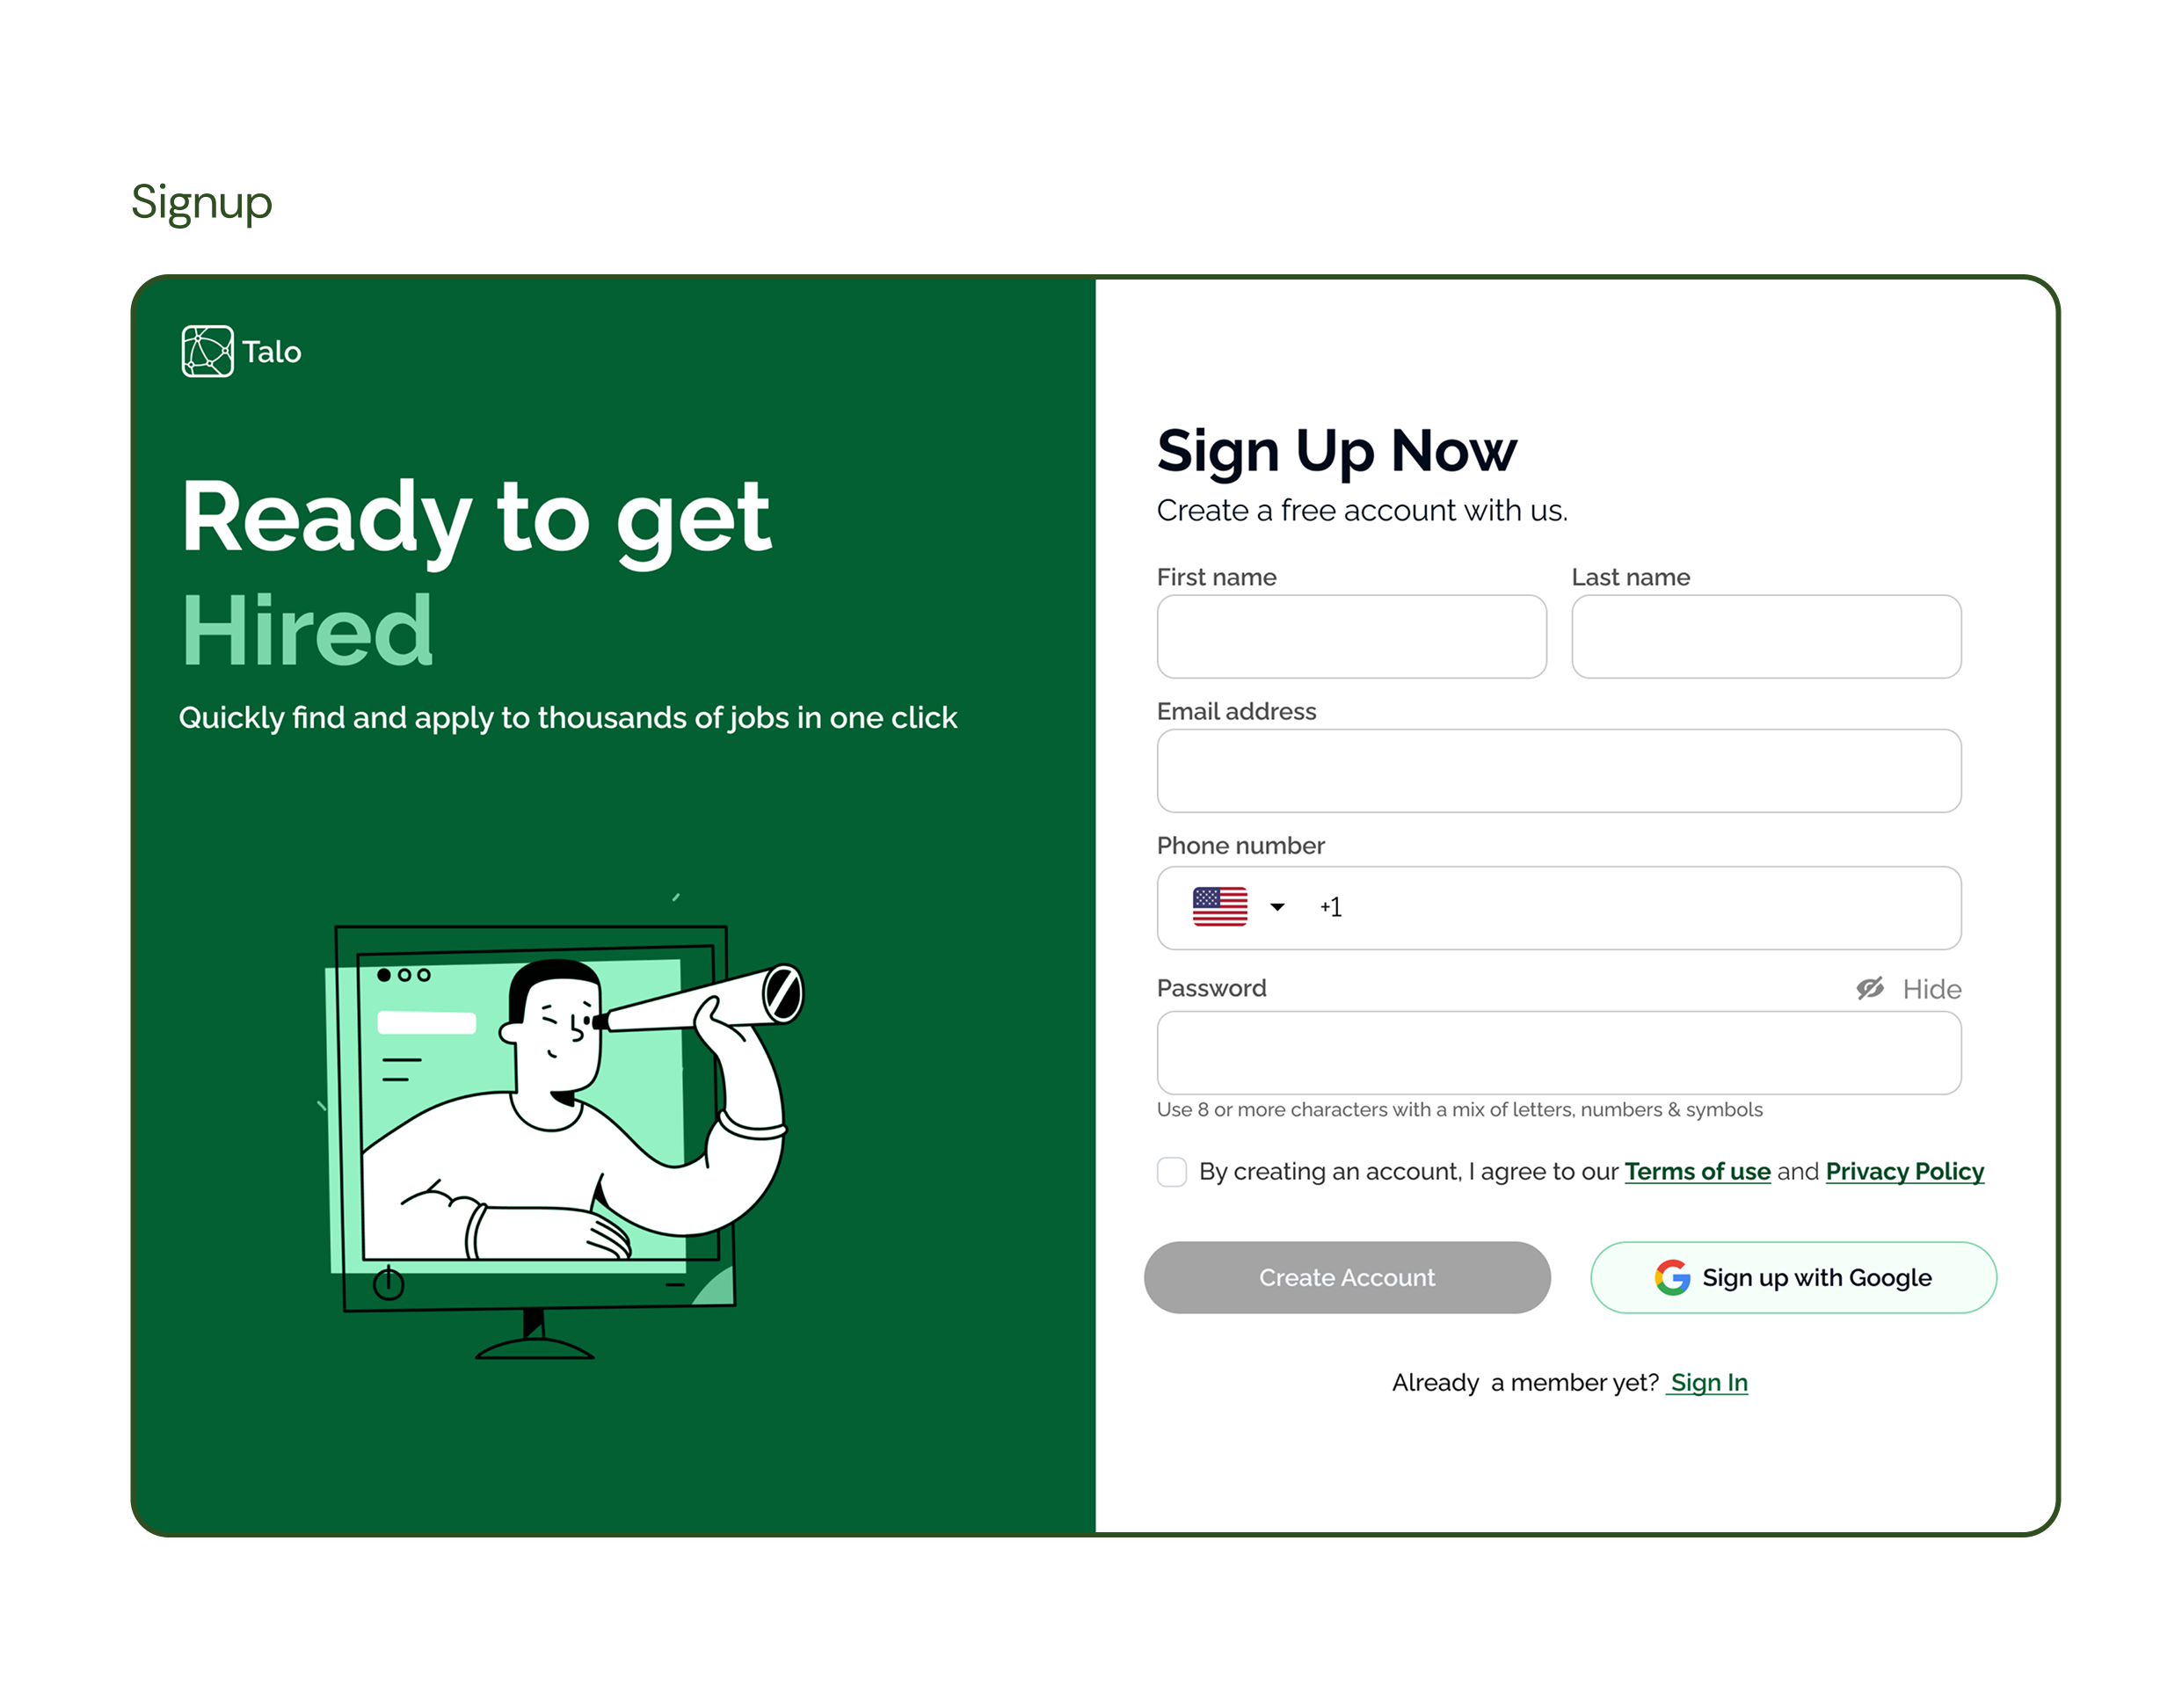 Signup
Talo
Ready to get
Hired
Quickly find and apply to thousands of jobs in one click
Sign Up Now
Create a free account with us.
First name
Last name
Email address
Phone number
+1
Password
Hide
Use 8 or more characters with a mix of letters, numbers & symbols
By creating an account, I agree to our Terms of use and Privacy Policy
Create Account
Sign up with Google
Already  a member yet?  Sign In